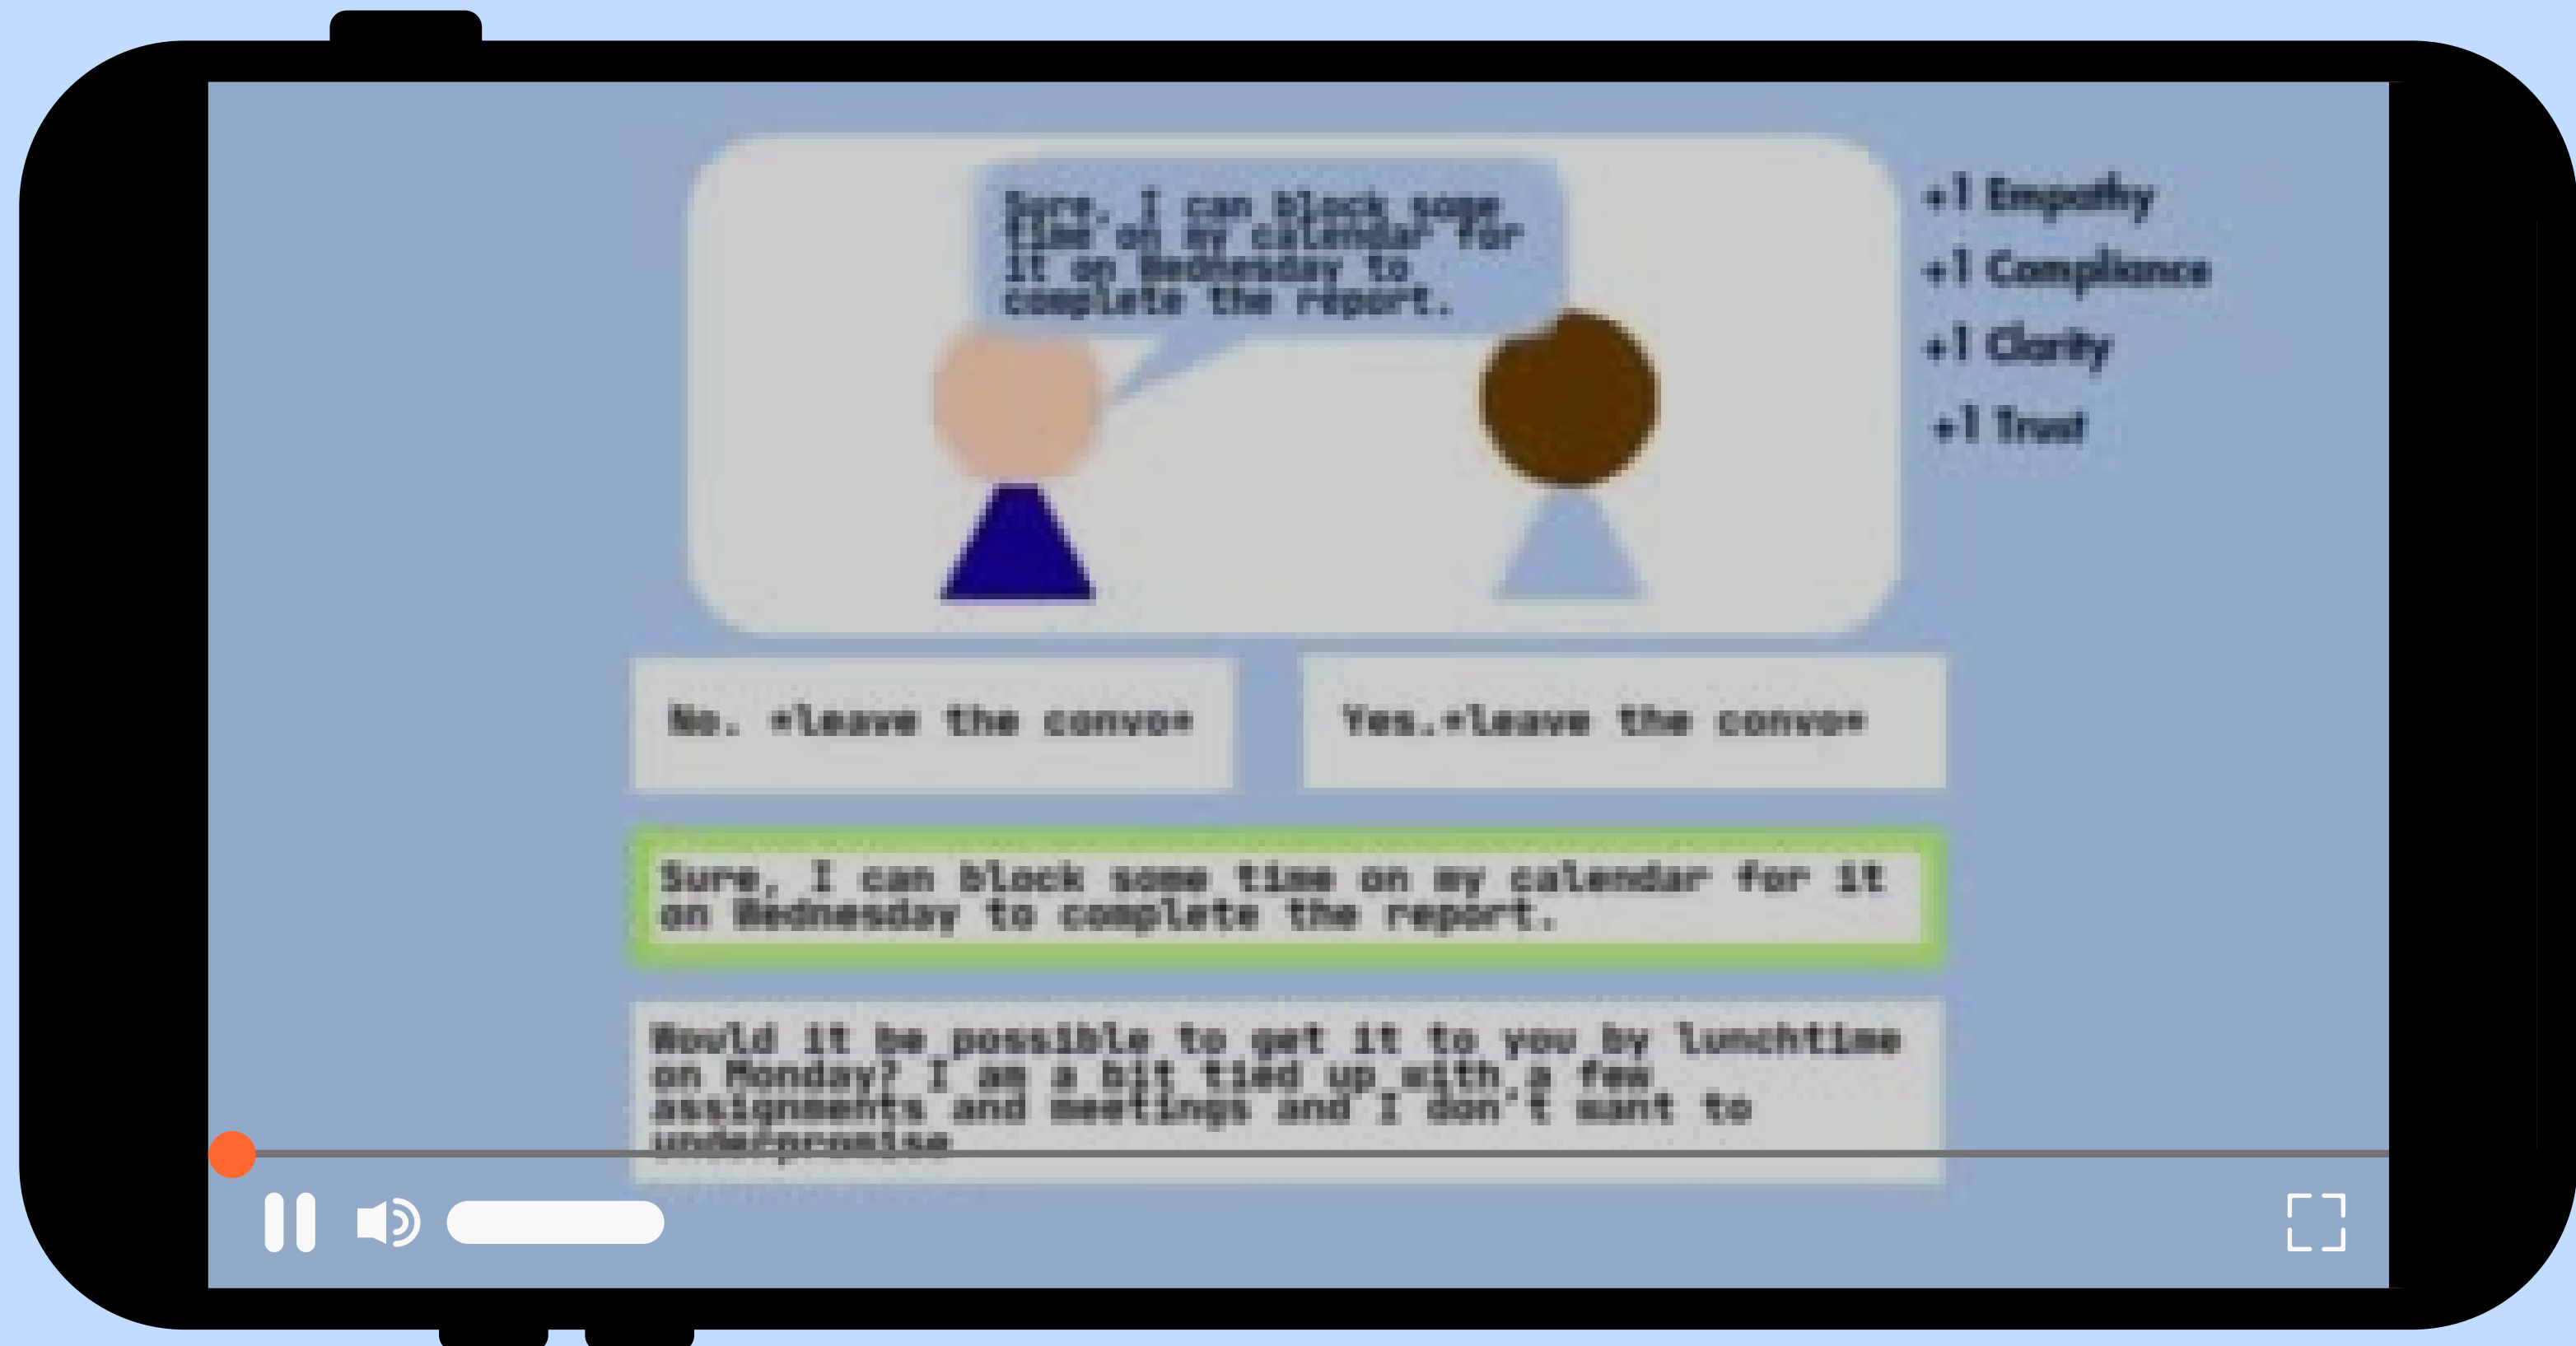 Sure, I can block some
time on my calendar for
it on Wednesday to
complete the report.
+1 Empathy
+1 Compliance
+1 Clarity
+1 Trust
No. *leave the convo*
Yes.*leave the convo*
Sure, I can block some time on my calendar for it
on Wednesday to complete the report.
Would it be possible to get it to you by lunchtime
on Monday? I am a bit tied up with a few
assignments and meetings and I don't want to
underpromise